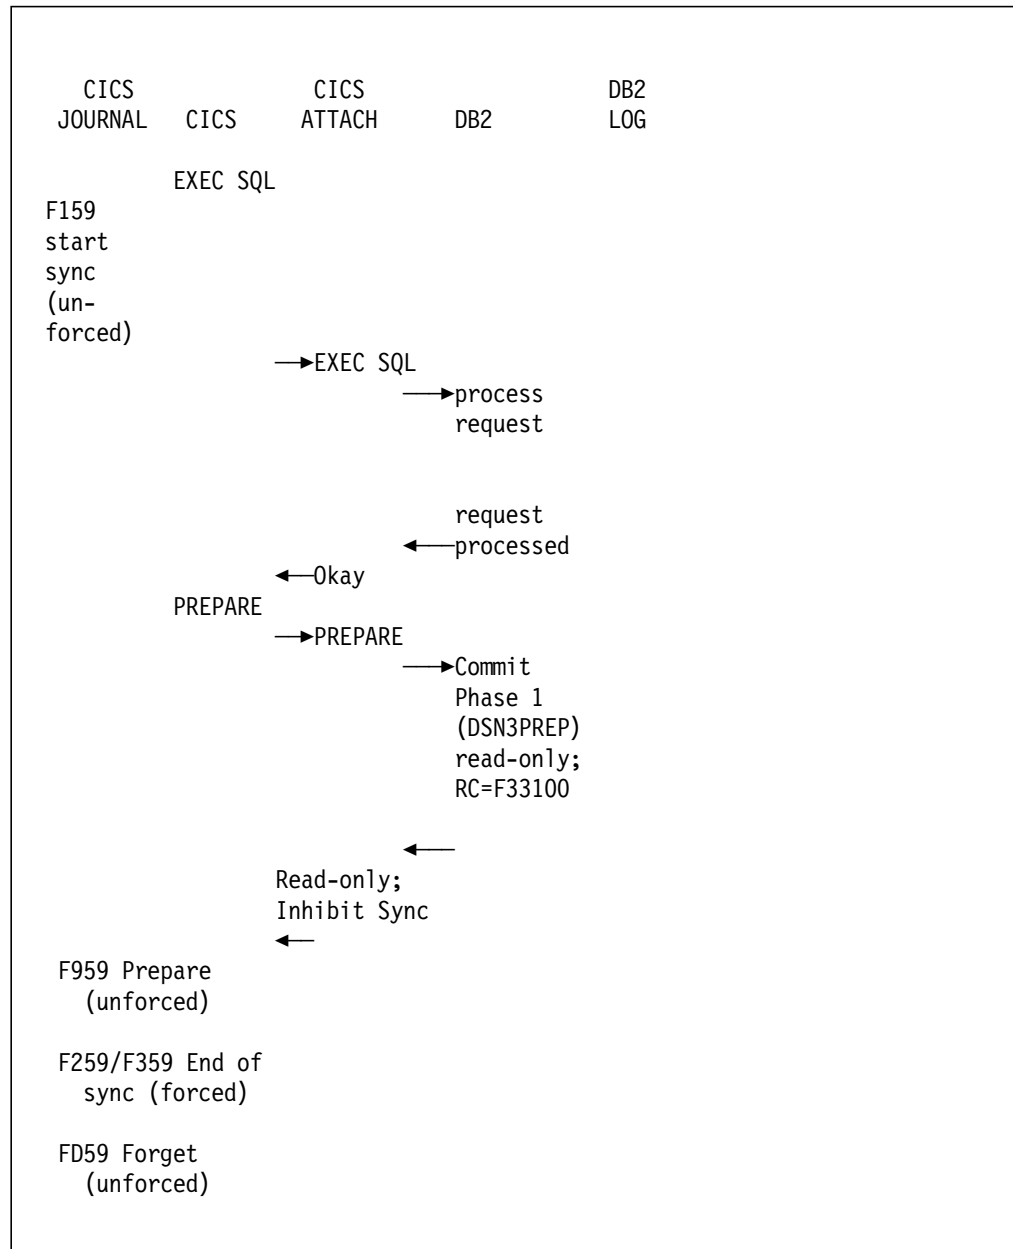 CICS CICS DB2
JOURNAL CICS ATTACH DB2 LOG
EXEC SQL
F159
start
sync
(un-
forced)
EXEC SQL
process
request
request
processed
Okay
PREPARE
PREPARE
Commit
Phase 1
(DSN3PREP)
read-only;
RC=F33100
Read-only;
Inhibit Sync
F959 Prepare
(unforced)
F259/F359 End of
sync (forced)
FD59 Forget
(unforced)